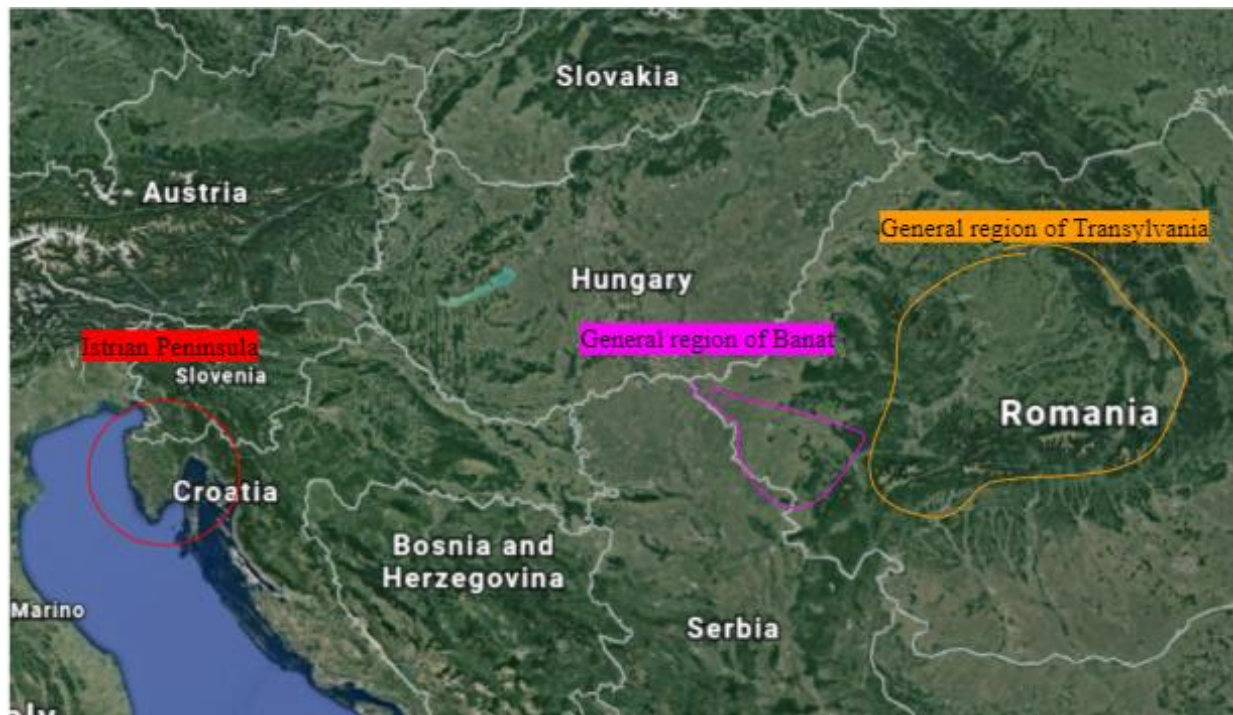 Slovakia
Austria
General region of Transylvania
Hungary
General region of Banat
Istrian Peninsula
Slovenia
Romania
Croatia
Bosnia and
Herzegovina
Marino
Serbia
aly